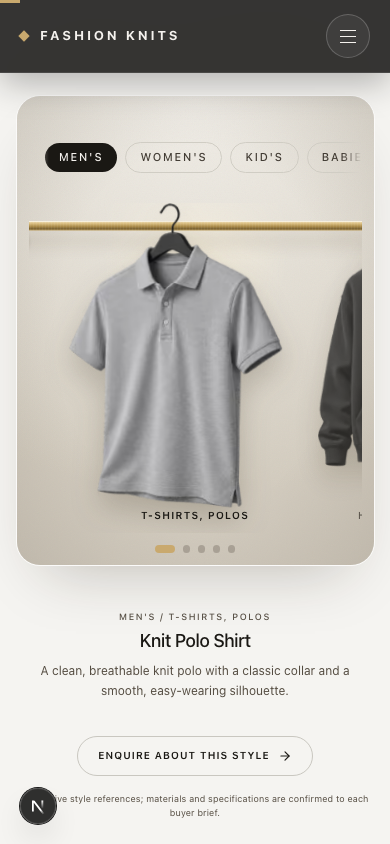 FASHION KNITS
MEN'S
WOMEN'S
KID'S
BABIE
T-SHIRTS, POLOS
MEN'S / T-SHIRTS, POLOS
Knit Polo Shirt
A clean, breathable knit polo with a classic collar and a
smooth, easy-wearing silhouette.
ENQUIRE ABOUT THIS STYLE
N
style references; materials and specifications are confirmed to each
buyer brief.